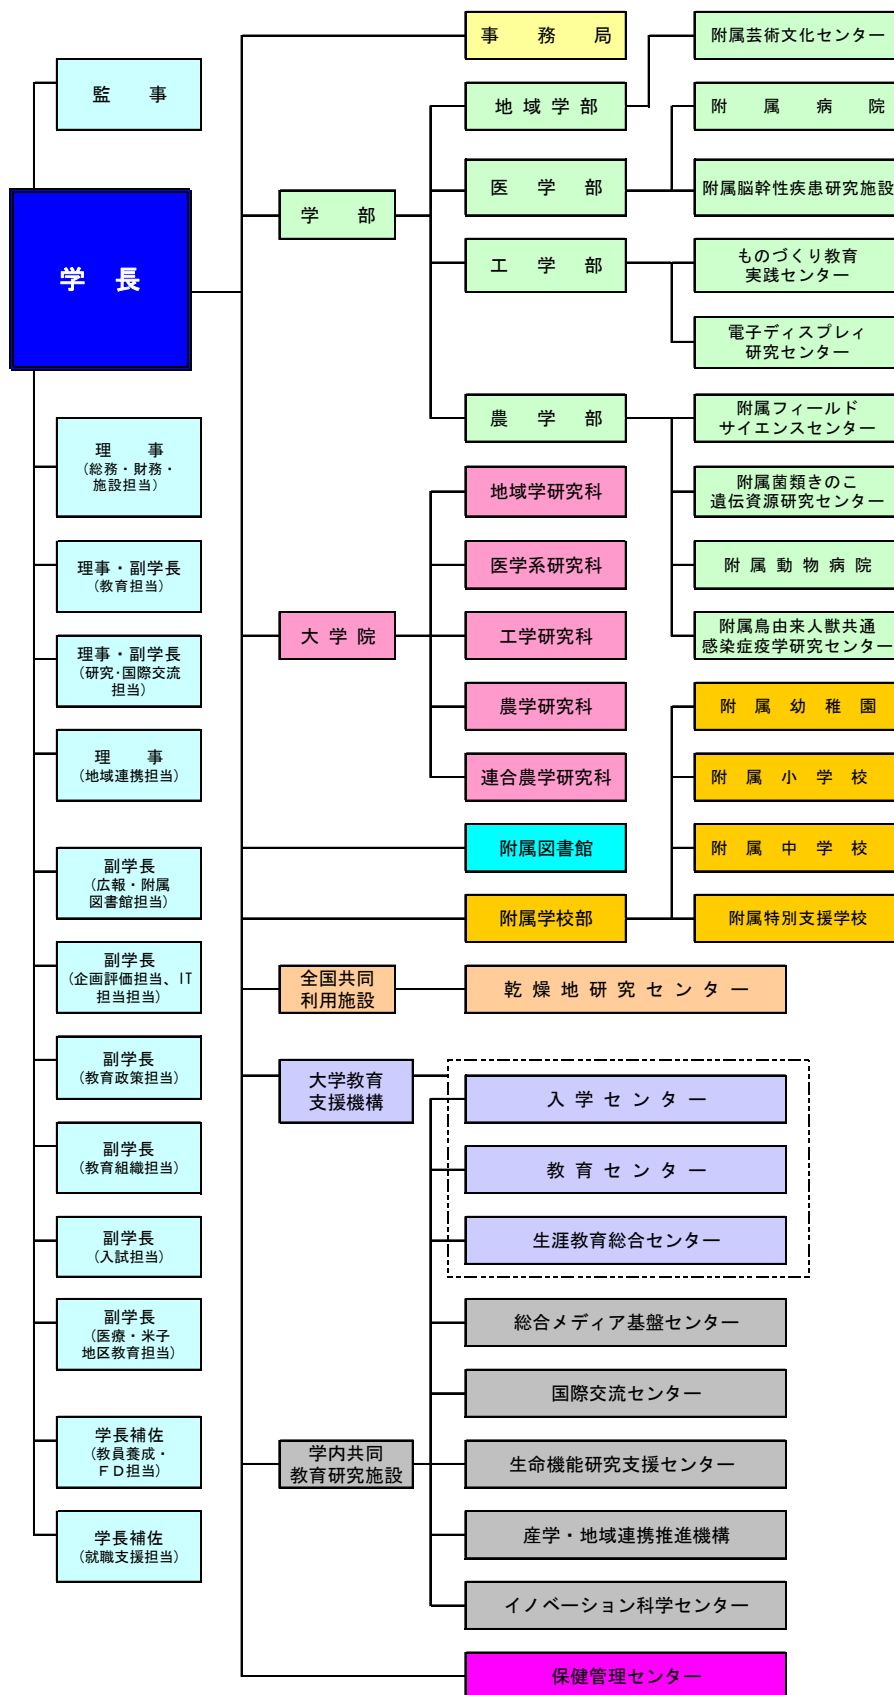 監　事
学　長
理　事
(総務・財務・
施設担当)
理事・副学長
(教育担当)
理事・副学長
(研究・国際交流
担当)
理　事
(地域連携担当)
副学長
(広報・附属
図書館担当)
副学長
(企画評価担当、IT
担当担当)
副学長
(教育政策担当)
副学長
(教育組織担当)
副学長
(入試担当)
副学長
(医療・米子
地区教育担当)
学長補佐
(教員養成・
ＦＤ担当)
学長補佐
(就職支援担当)
事　務　局
学　部
地域学部
附属芸術文化センター
医　学　部
附　属　病　院
附属脳幹性疾患研究施設
工　学　部
ものづくり教育
実践センター
電子ディスプレィ
研究センター
農　学　部
附属フィールド
サイエンスセンター
附属菌類きのこ
遺伝資源研究センター
附属動物病院
附属鳥由来人獣共通
感染症疫学研究センター
大学院
地域学研究科
医学系研究科
工学研究科
農学研究科
連合農学研究科
附属図書館
附属学校部
附属幼稚園
附属小学校
附属中学校
附属特別支援学校
全国共同
利用施設
乾燥地研究センター
大学教育
支援機構
入学センター
教育センター
生涯教育総合センター
学内共同
教育研究施設
総合メディア基盤センター
国際交流センター
生命機能研究支援センター
産学・地域連携推進機構
イノベーション科学センター
保健管理センター